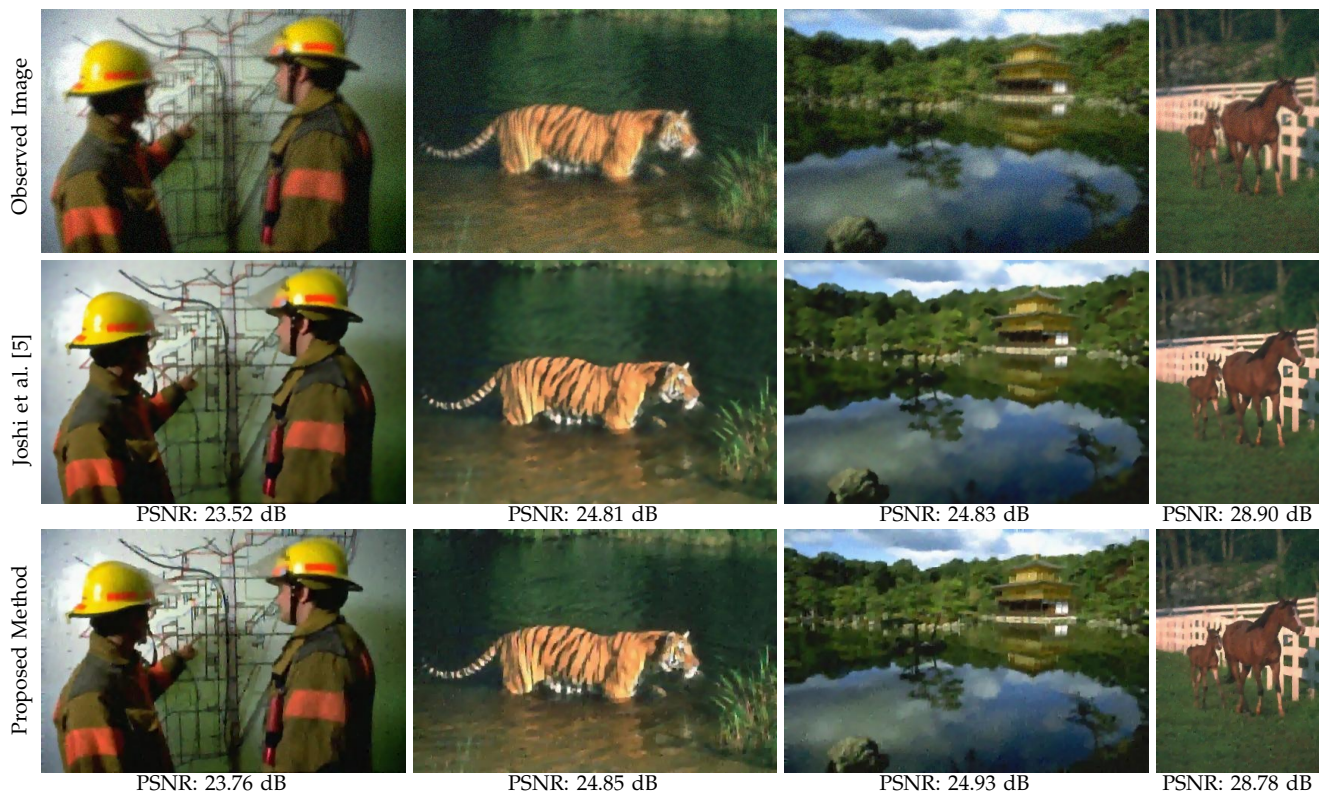 Observed Image
Joshi et al. [5]
PSNR: 23.52 dB
PSNR: 24.81 dB
PSNR: 24.83 dB
PSNR: 28.90 dB
Proposed Method
PSNR: 23.76 dB
PSNR: 24.85 dB
PSNR: 24.93 dB
PSNR: 28.78 dB